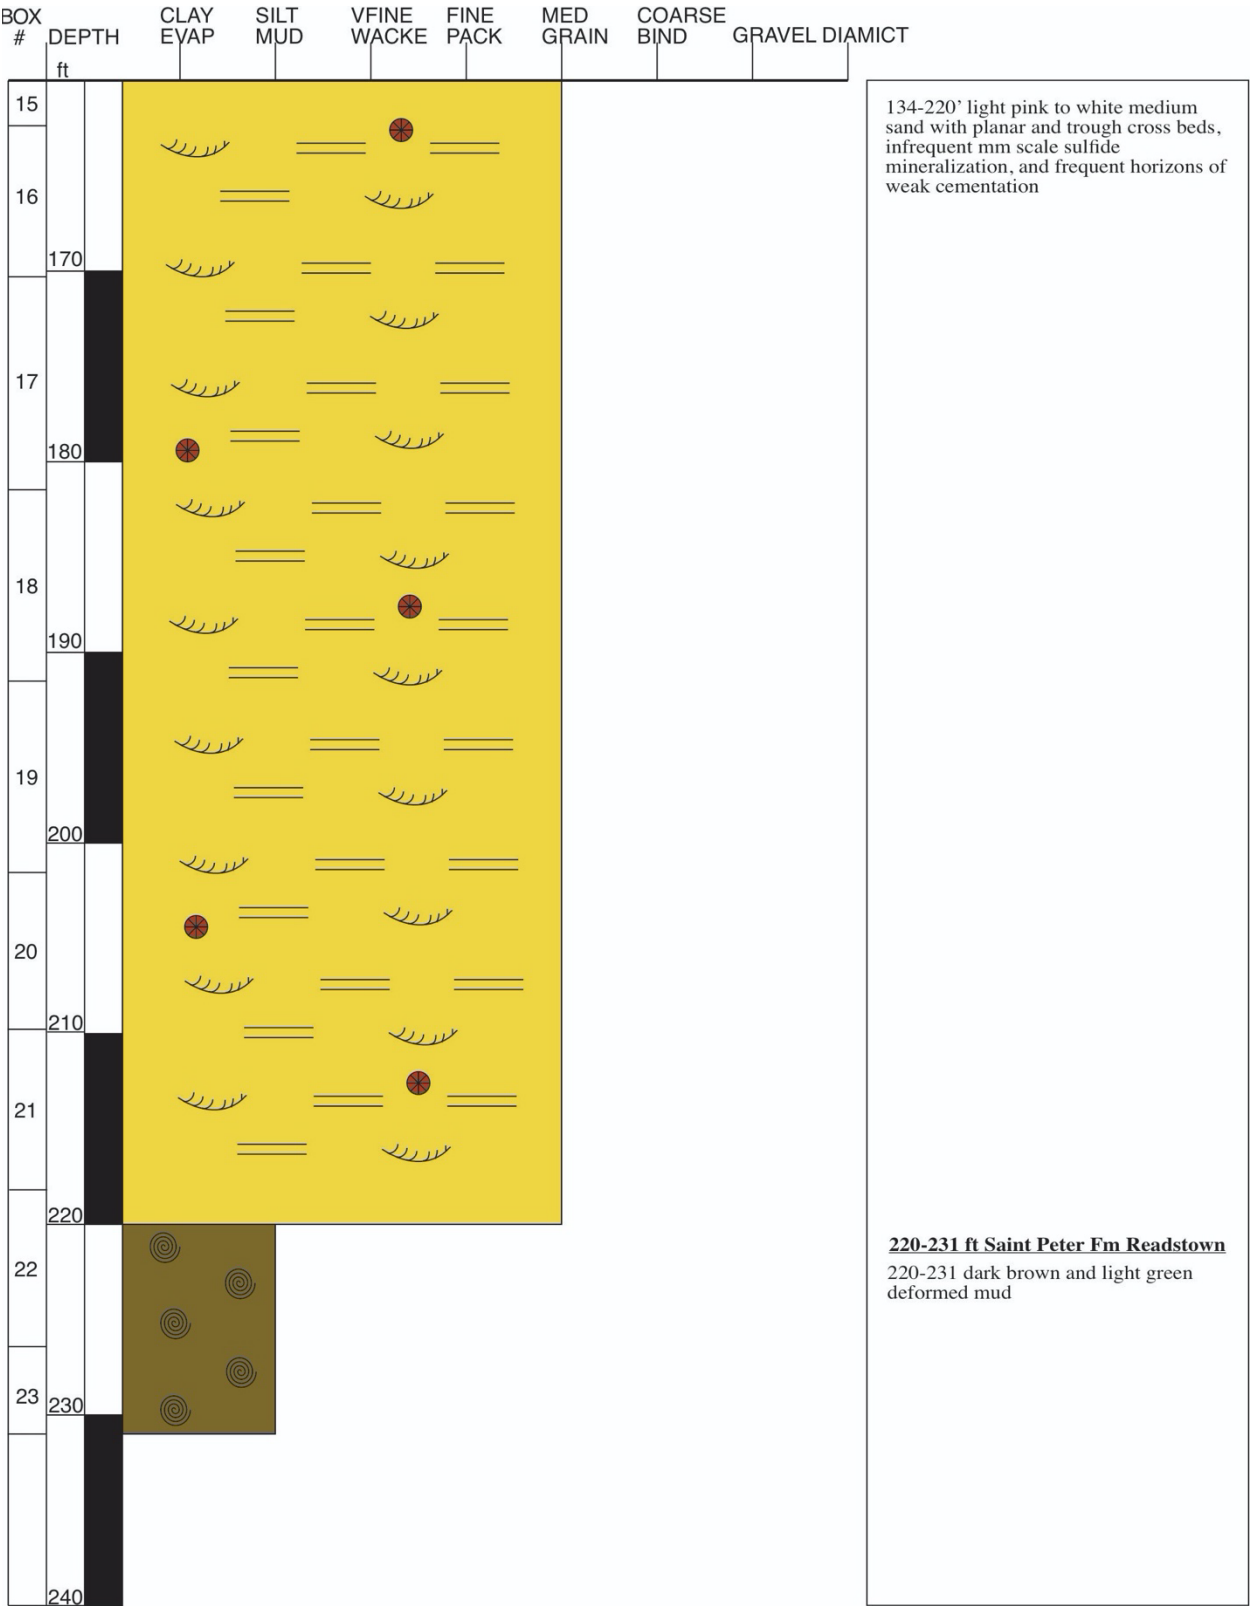 BOX
#
DEPTH
CLAY
EVAP
SILT
MUD
VFINE
WACKE
FINE
PACK
MED
GRAIN
COARSE
BIND
GRAVEL DIAMICT
ft
15
16
170
17
180
18
190
19
200
20
210
21
220
22
23
230
240
134-220’ light pink to white medium
sand with planar and trough cross beds,
infrequent mm scale sulfide
mineralization, and frequent horizons of
weak cementation
220-231 ft Saint Peter Fm Readstown
220-231 dark brown and light green
deformed mud